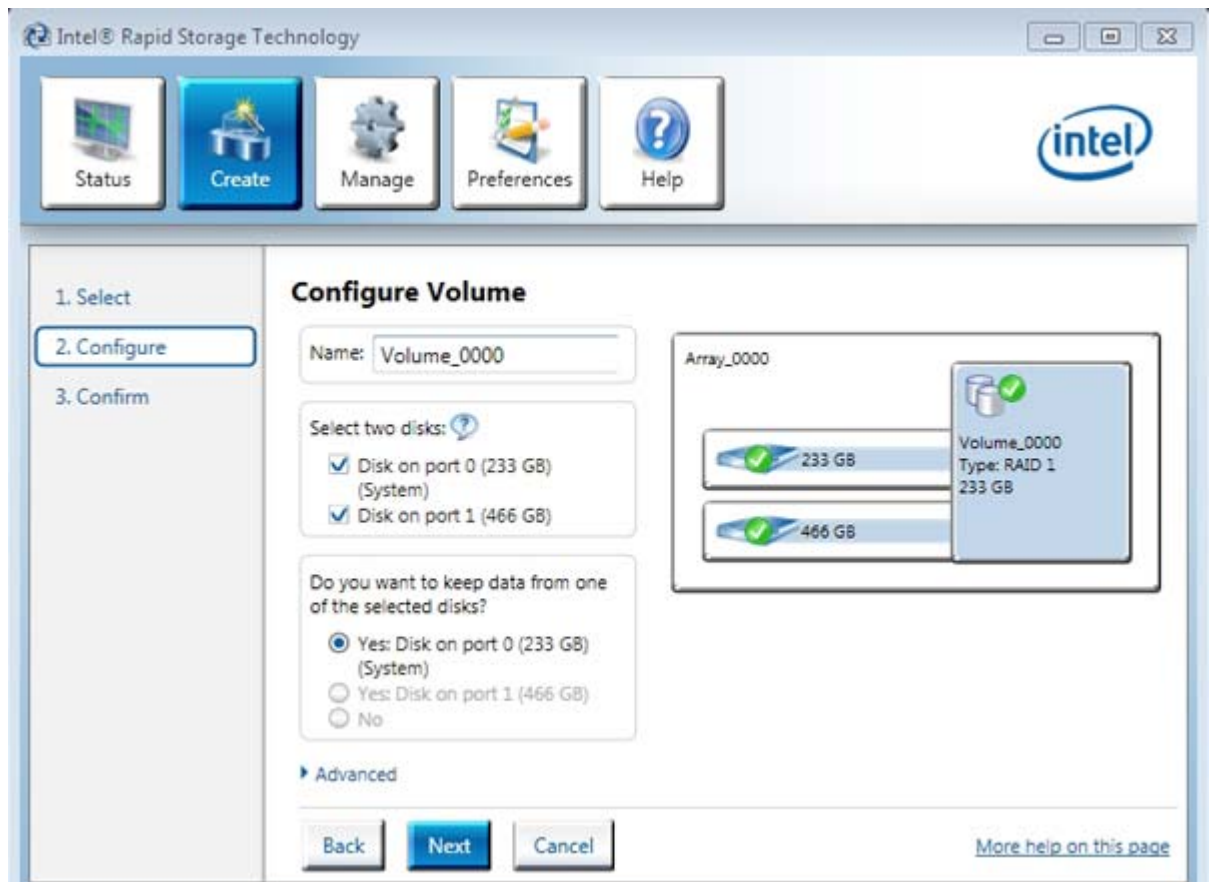 Intel® Rapid Storage Technology
Status
Create
Manage
Preferences
Help
intel
1. Select
2. Configure
3. Confirm
Configure Volume
Name: Volume_0000
Select two disks:
Disk on port 0 (233 GB)
(System)
Disk on port 1 (466 GB)
Do you want to keep data from one
of the selected disks?
Yes: Disk on port 0 (233 GB)
(System)
Yes: Disk on port 1 (466 GB)
No
Advanced
Array_0000
233 GB
466 GB
Volume_0000
Type: RAID 1
233 GB
Back
Next
Cancel
More help on this page